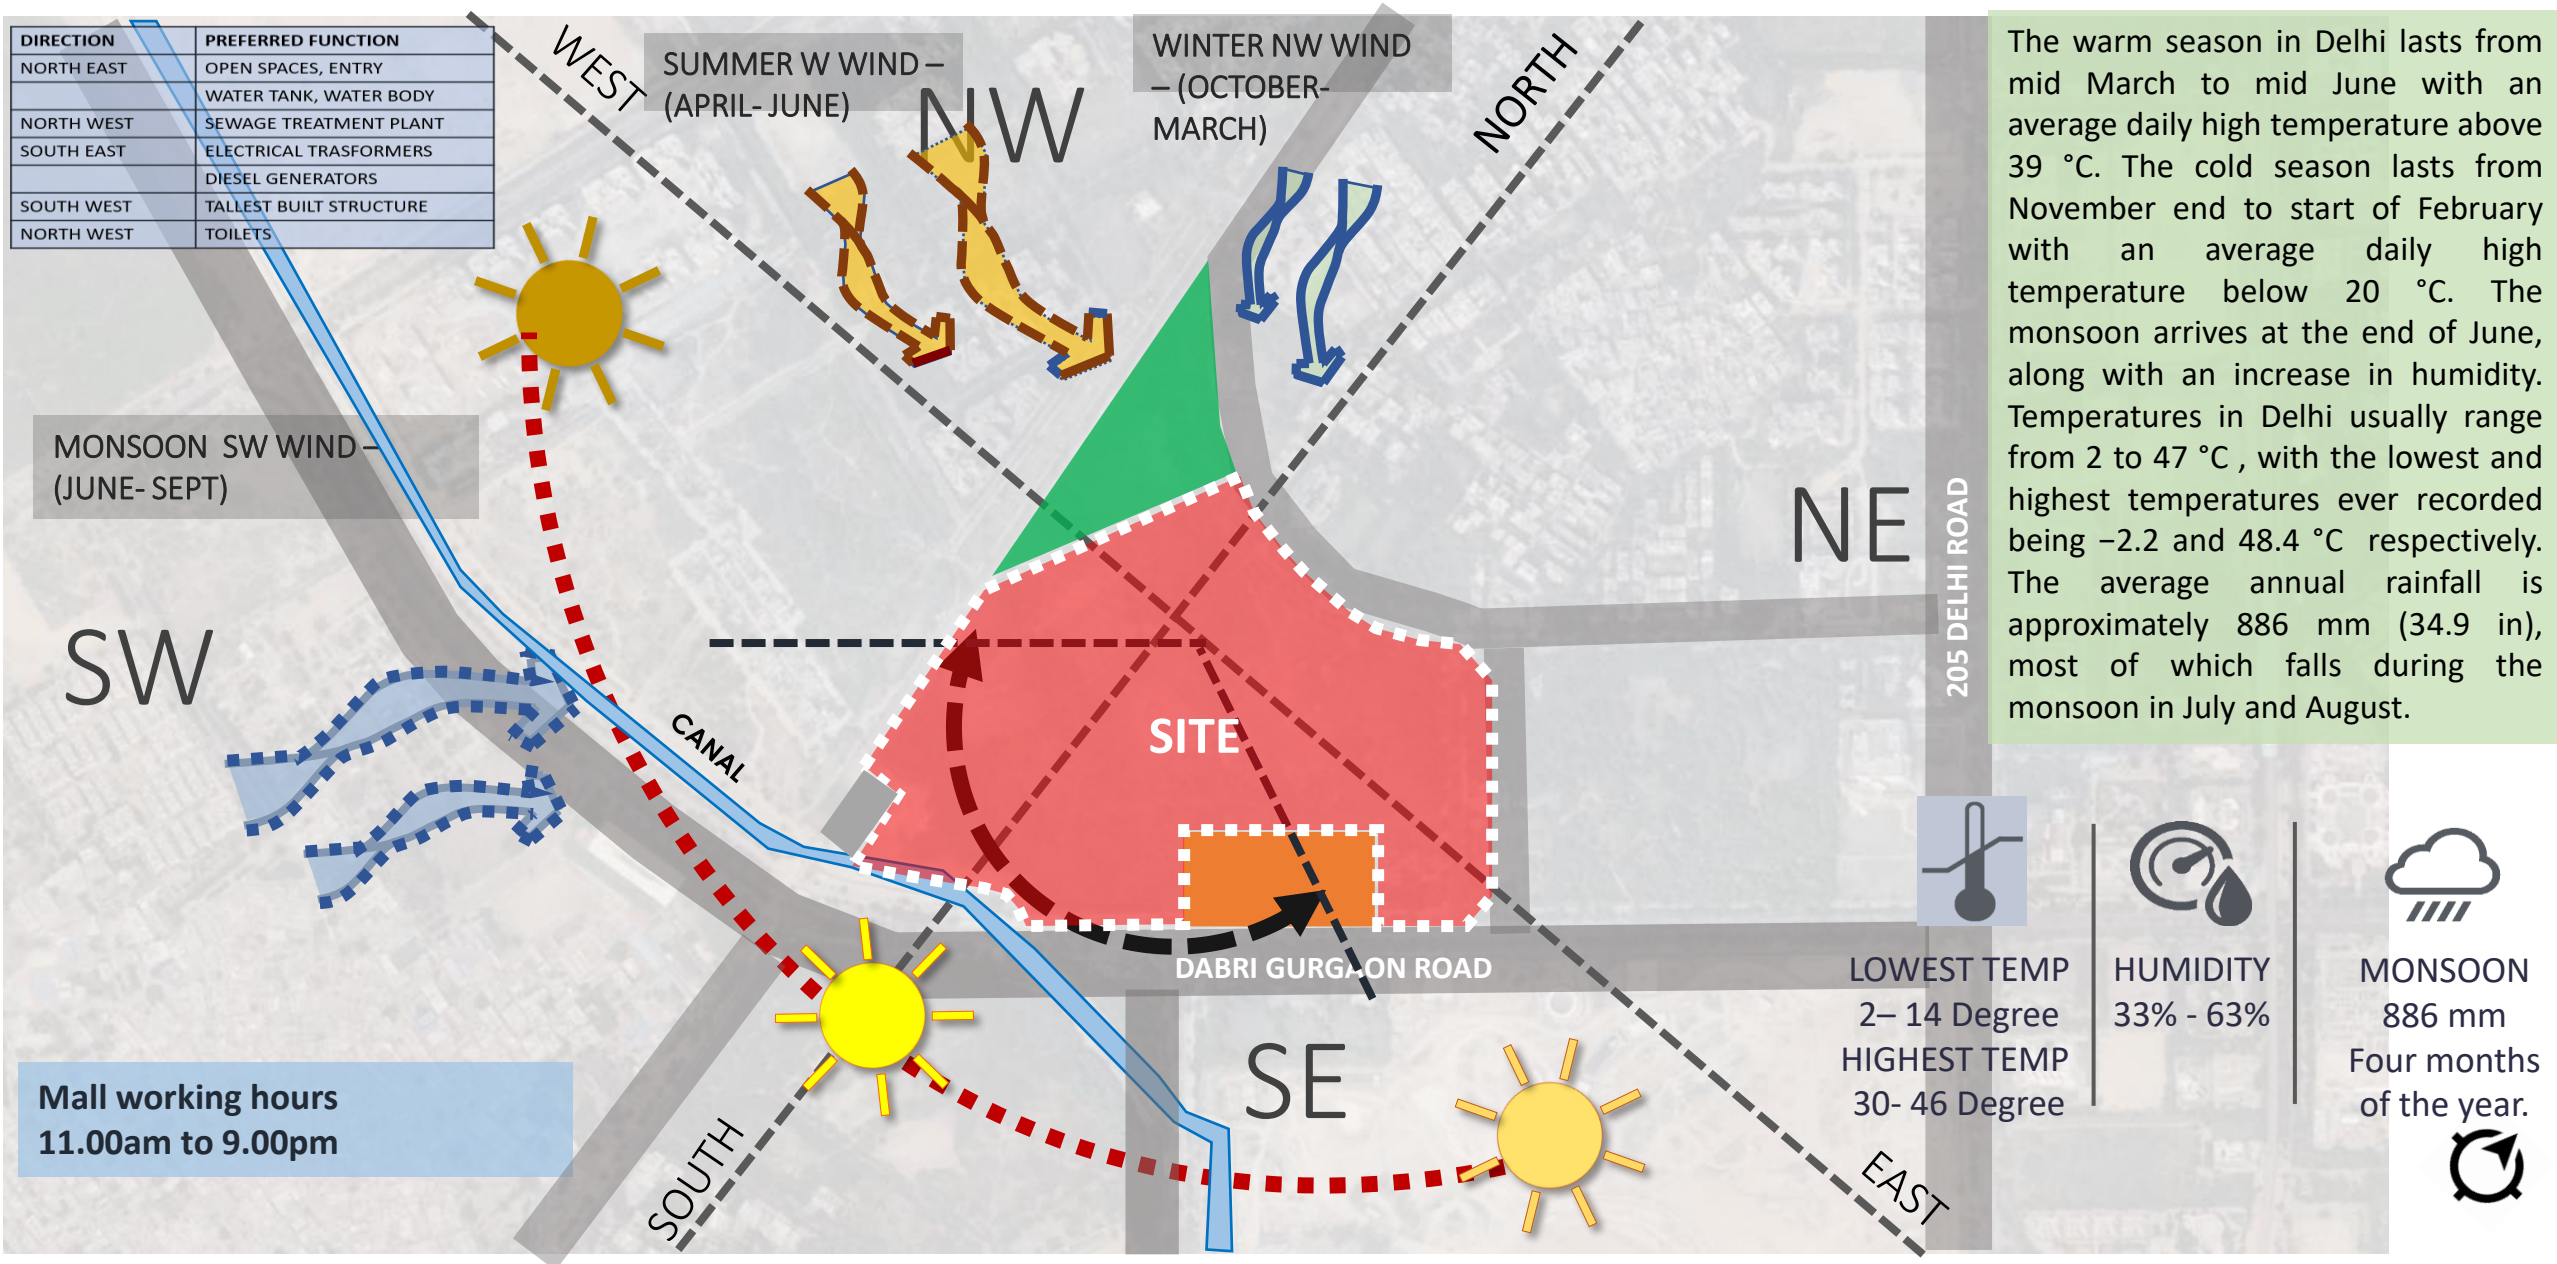 DIRECTION PREFERRED FUNCTION
NORTH EAST OPEN SPACES, ENTRY
WATER TANK, WATER BODY
NORTH WEST SEWAGE TREATMENT PLANT
SOUTH EAST ELECTRICAL TRASFORMERS
DIESEL GENERATORS
SOUTH WEST TALLEST BUILT STRUCTURE
NORTH WEST TOILETS
WEST
SUMMER W WIND –
(APRIL- JUNE)
NW
WINTER NW WIND
– (OCTOBER-
MARCH)
NORTH
The warm season in Delhi lasts from
mid March to mid June with an
average daily high temperature above
39 °C. The cold season lasts from
November end to start of February
with an average daily high
temperature below 20 °C. The
monsoon arrives at the end of June,
along with an increase in humidity.
Temperatures in Delhi usually range
from 2 to 47 °C , with the lowest and
highest temperatures ever recorded
being −2.2 and 48.4 °C respectively.
The average annual rainfall is
approximately 886 mm (34.9 in),
most of which falls during the
monsoon in July and August.
MONSOON SW WIND –
(JUNE- SEPT)
NE
205 DELHI ROAD
SW
CANAL
SITE
DABRI GURGAON ROAD
SE
SOUTH
EAST
LOWEST TEMP
2– 14 Degree
HIGHEST TEMP
30- 46 Degree
HUMIDITY
33% - 63%
MONSOON
886 mm
Four months
of the year.
Mall working hours
11.00am to 9.00pm